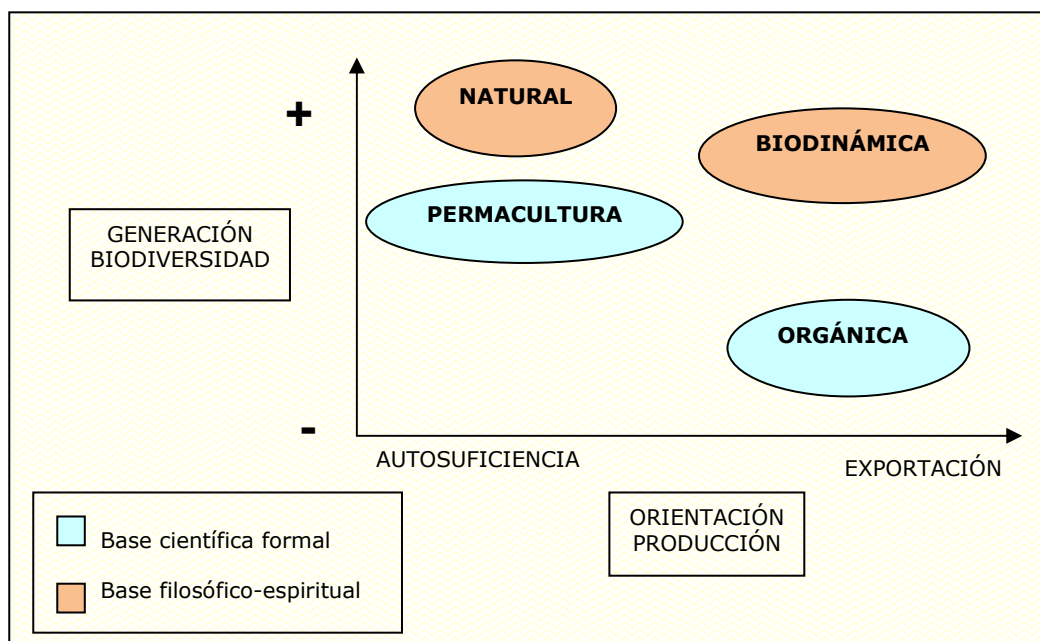 +
NATURAL
BIODINÁMICA
PERMACULTURA
GENERACIÓN
BIODIVERSIDAD
ORGÁNICA
-
AUTOSUFICIENCIA
EXPORTACIÓN
ORIENTACIÓN
PRODUCCIÓN
Base científica formal
Base filosófico-espiritual